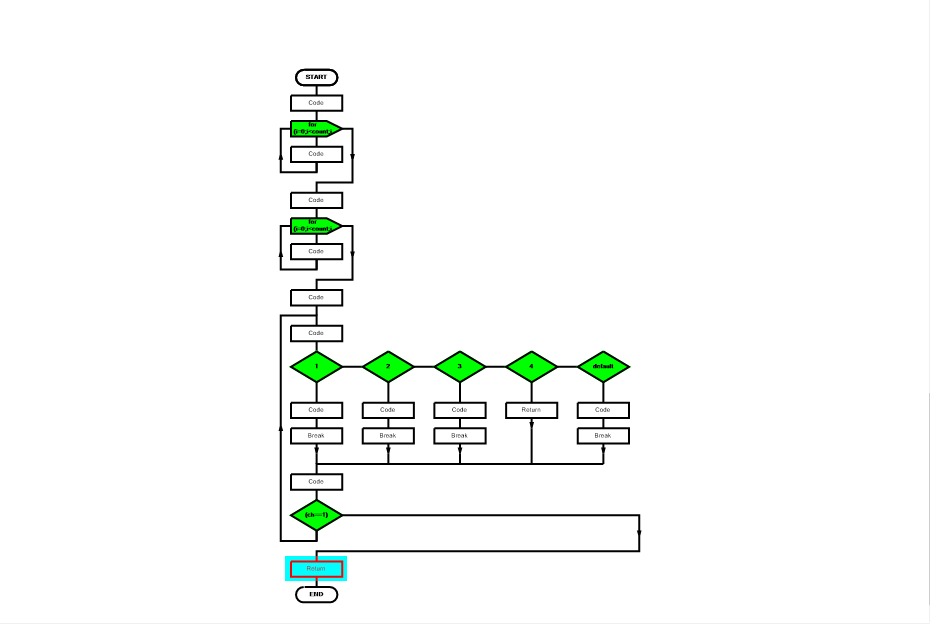 START
Code
for
(i=0;i<count;i
Code
Code
for
(i=0;i<count;i
Code
Code
Code
1 2 3 4 default
Code Code Code Return Code
Break Break Break Break
Code
(ch==1)
Return
END